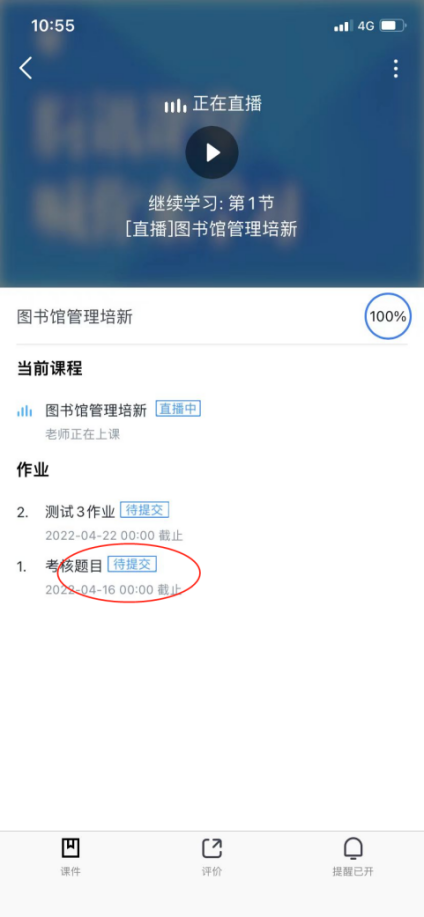 10:55
4G
正在直播
继续学习: 第1节
[直播]图书馆管理培新
图书馆管理培新
100%
当前课程
图书馆管理培新 直播中
老师正在上课
作业
2. 测试3作业 待提交
2022-04-22 00:00 截止
1. 考核题目 待提交
2022-04-16 00:00 截止
课件
评价
提醒已开